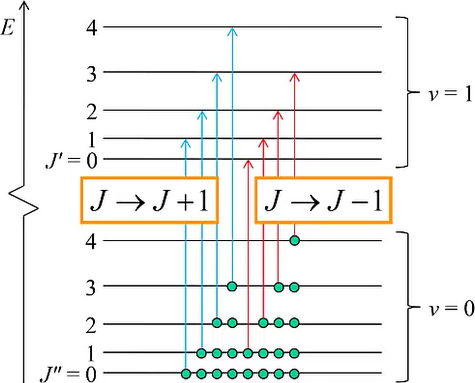 E
4
3
2
1
J′ = 0
v = 1
J → J + 1
J → J − 1
4
3
2
1
J″ = 0
v = 0